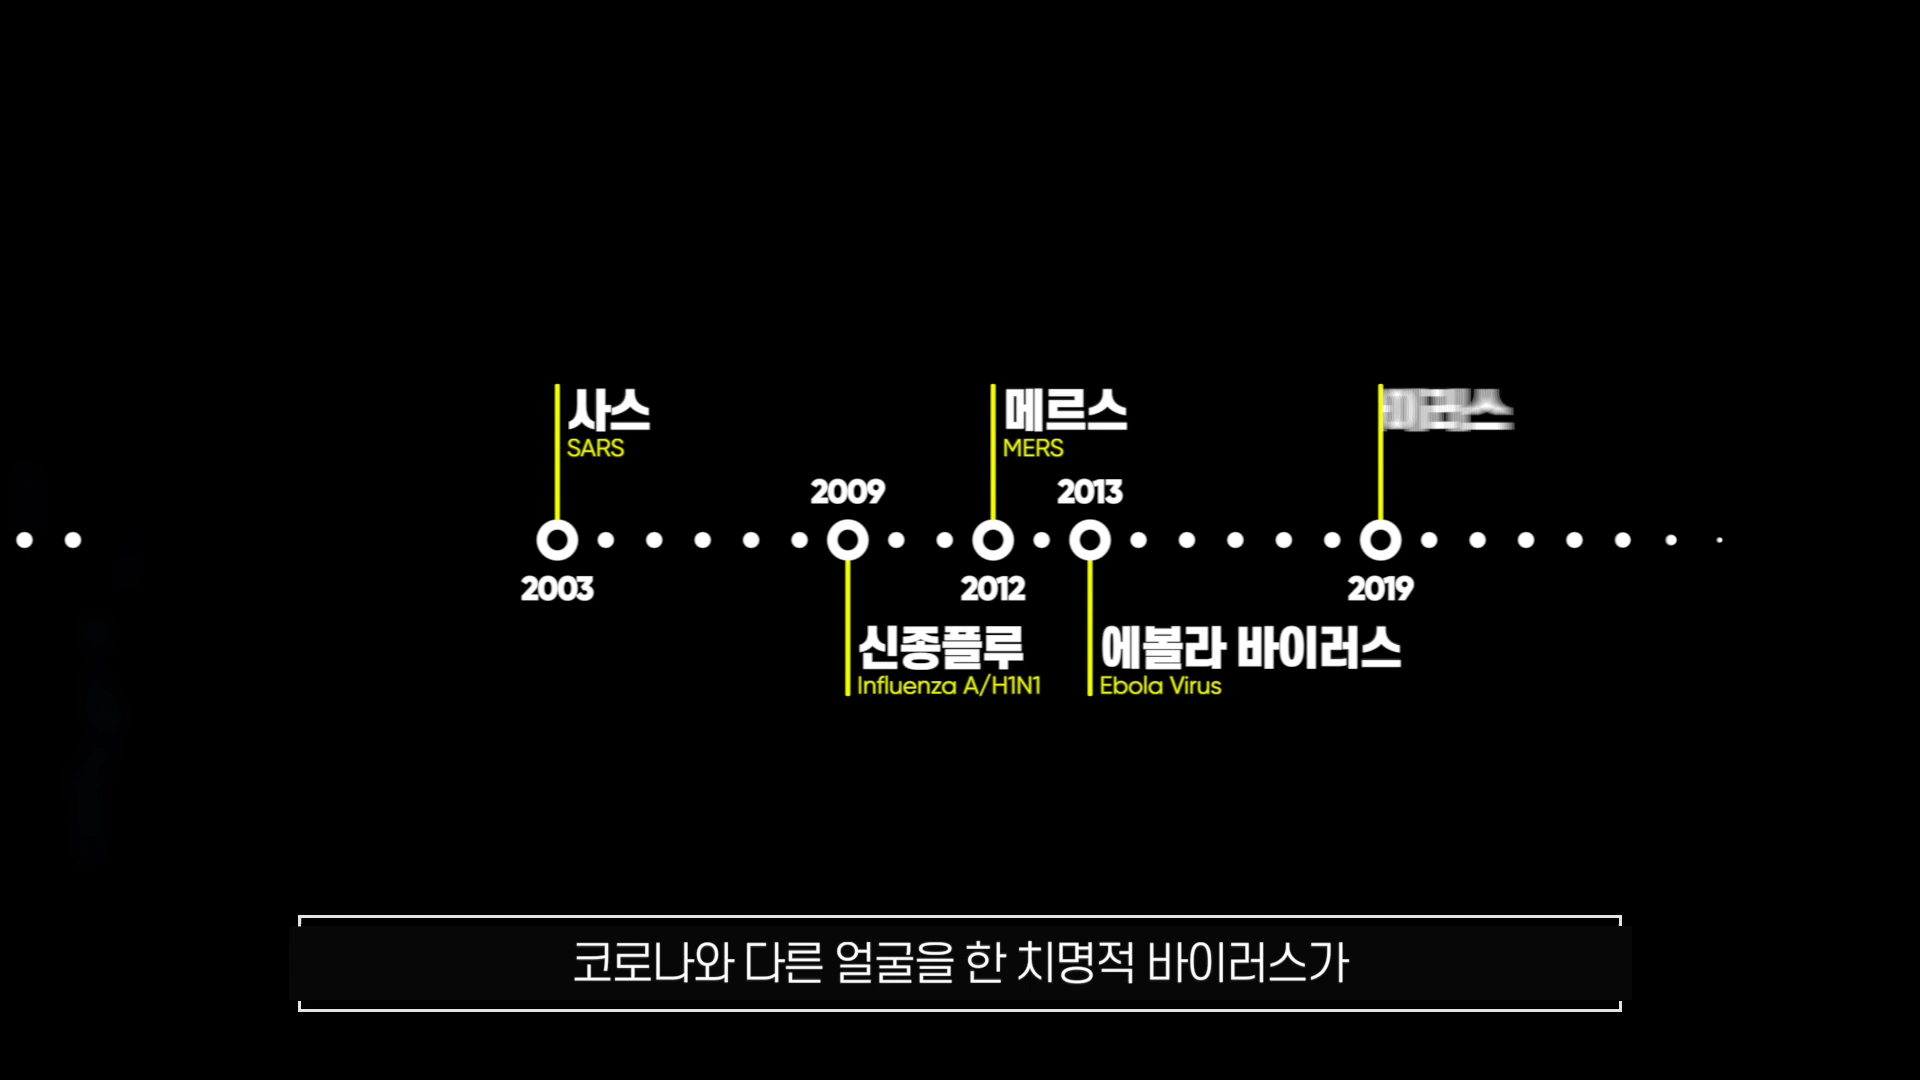 사스
SARS
2003
2009
신종플루
Influenza A/H1N1
메르스
MERS
2012
2013
에볼라 바이러스
Ebola Virus
2019
코로나와 다른 얼굴을 한 치명적 바이러스가